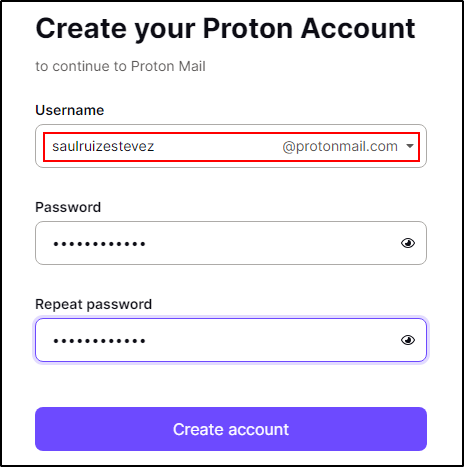 Create your Proton Account
to continue to Proton Mail
Username
saulruizestevez @protonmail.com
Password
••••••••••••
Repeat password
••••••••••••
Create account